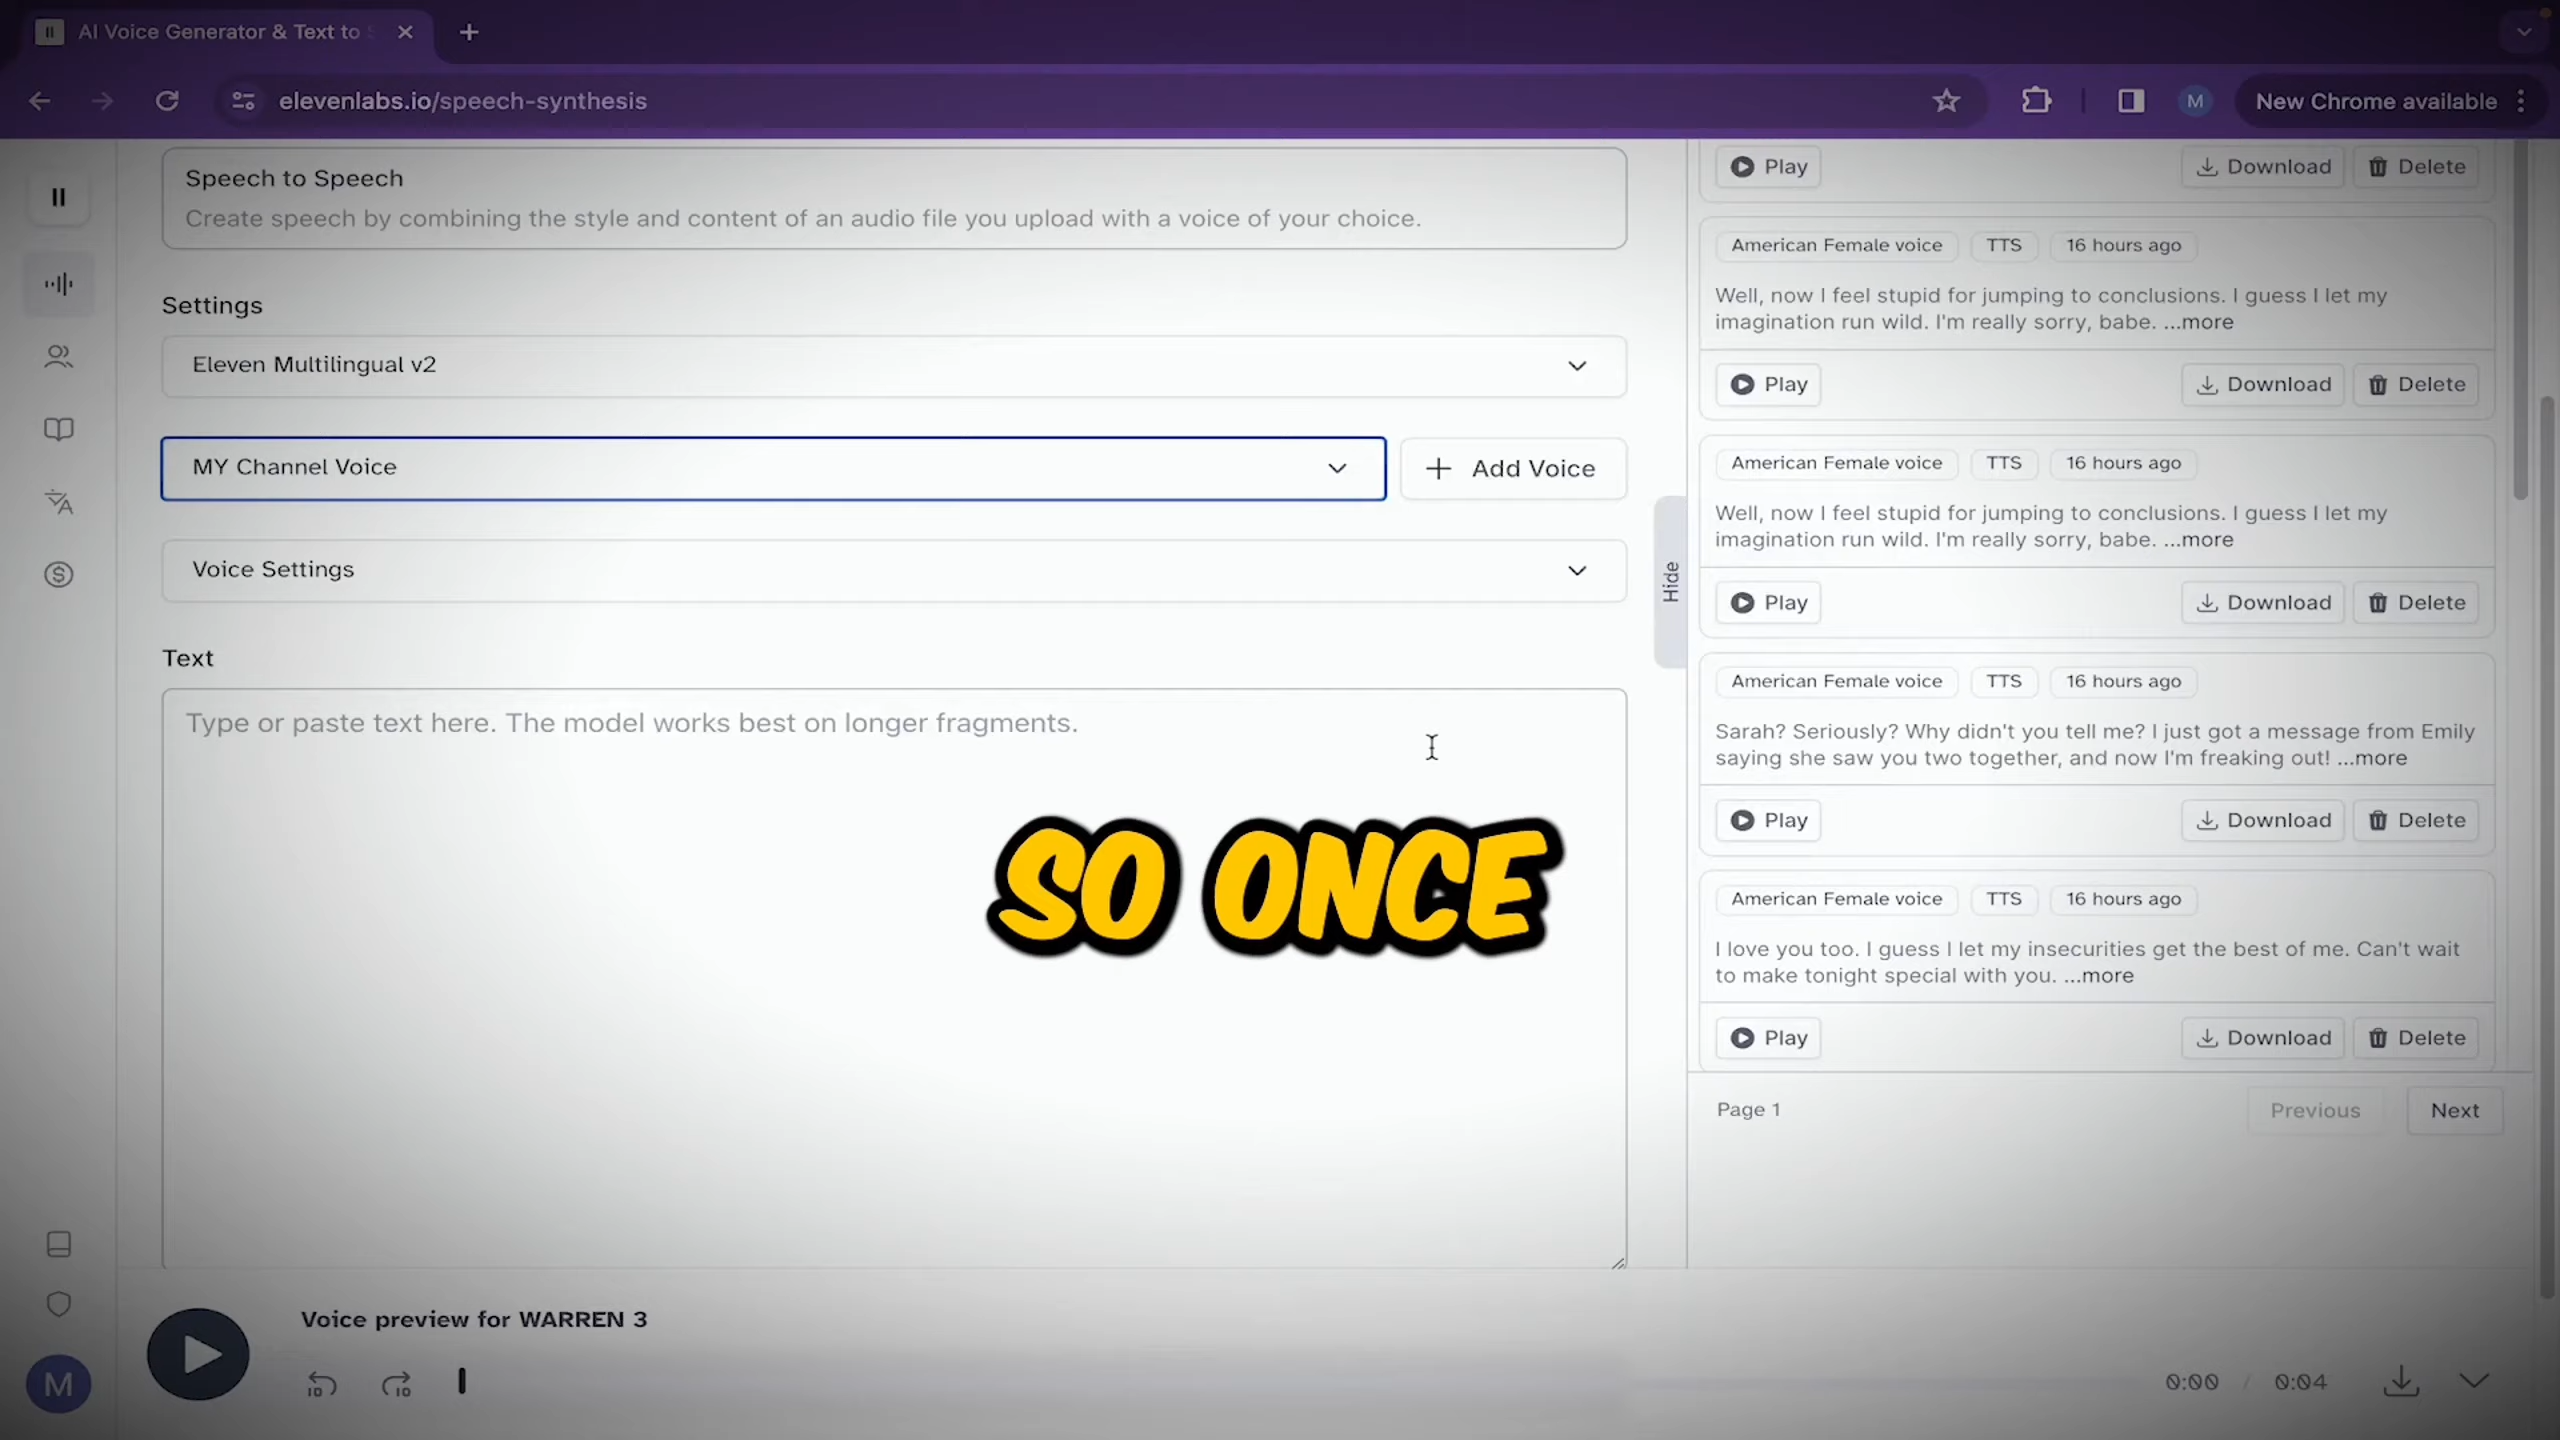 AI Voice Generator & Text to S
elevenlabs.io/speech-synthesis
M
New Chrome available
Speech to Speech
Create speech by combining the style and content of an audio file you upload with a voice of your choice.
Settings
Eleven Multilingual v2
MY Channel Voice
Add Voice
Voice Settings
Text
Type or paste text here. The model works best on longer fragments.
SO ONCE
Hide
Play
Download
Delete
American Female voice
TTS
16 hours ago
Well, now I feel stupid for jumping to conclusions. I guess I let my
imagination run wild. I'm really sorry, babe. ...more
Play
Download
Delete
American Female voice
TTS
16 hours ago
Well, now I feel stupid for jumping to conclusions. I guess I let my
imagination run wild. I'm really sorry, babe. ...more
Play
Download
Delete
American Female voice
TTS
16 hours ago
Sarah? Seriously? Why didn't you tell me? I just got a message from Emily
saying she saw you two together, and now I'm freaking out! ...more
Play
Download
Delete
American Female voice
TTS
16 hours ago
I love you too. I guess I let my insecurities get the best of me. Can't wait
to make tonight special with you. ...more
Play
Download
Delete
Page 1
Previous
Next
Voice preview for WARREN 3
10
10
0:00 / 0:04
M